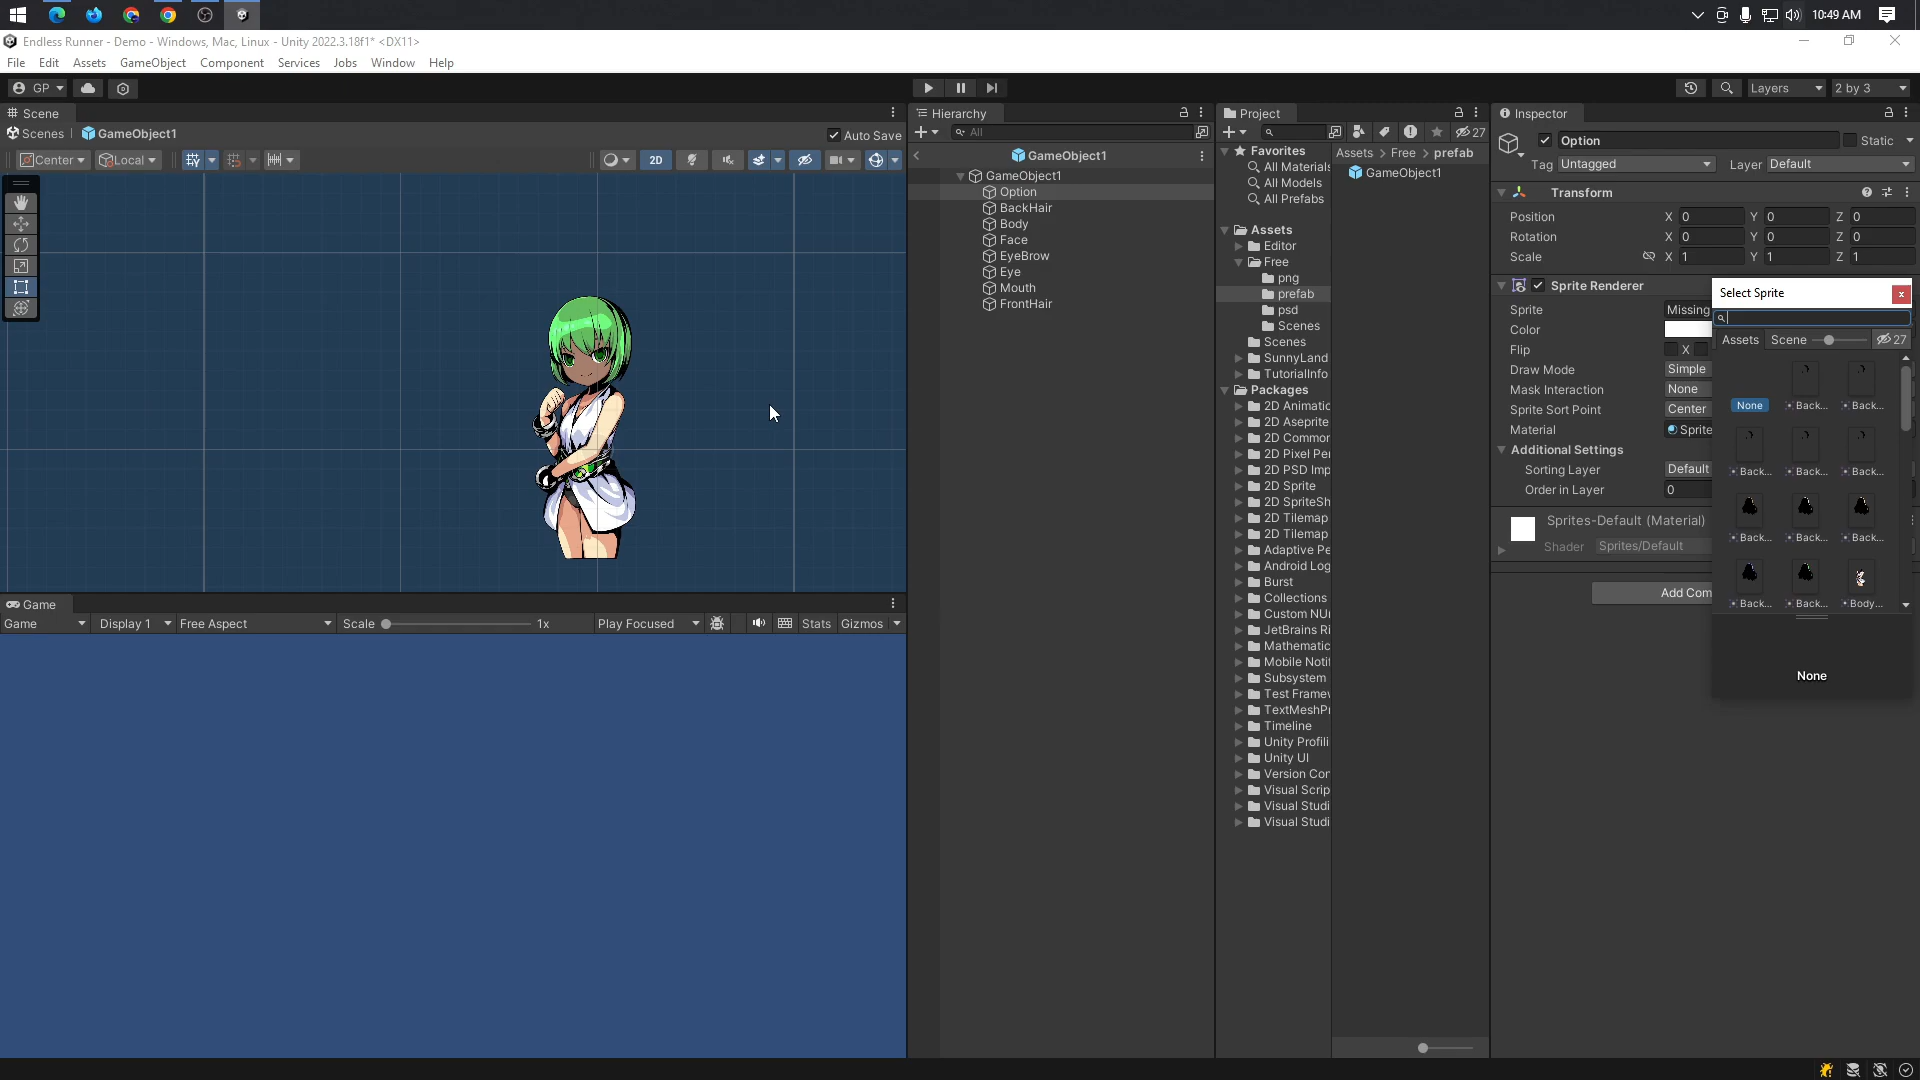 10:49 AM
Endless Runner - Demo - Windows, Mac, Linux - Unity 2022.3.18f1* <DX11>
File Edit Assets GameObject Component Services Jobs Window Help
GP
Layers
2 by 3
Scene
Scenes GameObject1
Auto Save
Center Local
2D
Hierarchy
All
GameObject1
GameObject1
Option
BackHair
Body
Face
EyeBrow
Eye
Mouth
FrontHair
Project
27
Favorites
All Materials
All Models
All Prefabs
Assets
Editor
Free
png
prefab
psd
Scenes
Scenes
SunnyLand
TutorialInfo
Packages
2D Animatic
2D Aseprite
2D Common
2D Pixel Per
2D PSD Imp
2D Sprite
2D SpriteSh
2D Tilemap
2D Tilemap
Adaptive Pe
Android Log
Burst
Collections
Custom NUn
JetBrains Ri
Mathematic
Mobile Notif
Subsystem
Test Framew
TextMeshPr
Timeline
Unity Profili
Unity UI
Version Con
Visual Scrip
Visual Studi
Visual Studi
Assets > Free > prefab
GameObject1
Inspector
Option
Static
Tag Untagged Layer Default
Transform
Position X 0 Y 0 Z 0
Rotation X 0 Y 0 Z 0
Scale X 1 Y 1 Z 1
Sprite Renderer
Sprite Missing
Color
Flip X
Draw Mode Simple
Mask Interaction None
Sprite Sort Point Center
Material Sprite
Additional Settings
Sorting Layer Default
Order in Layer 0
Sprites-Default (Material)
Shader Sprites/Default
Add Com
Select Sprite
x
Assets Scene 27
None Back... Back...
Back... Back... Back...
Back... Back... Back...
Back... Back... Body...
None
Game
Game Display 1 Free Aspect Scale 1x Play Focused Stats Gizmos